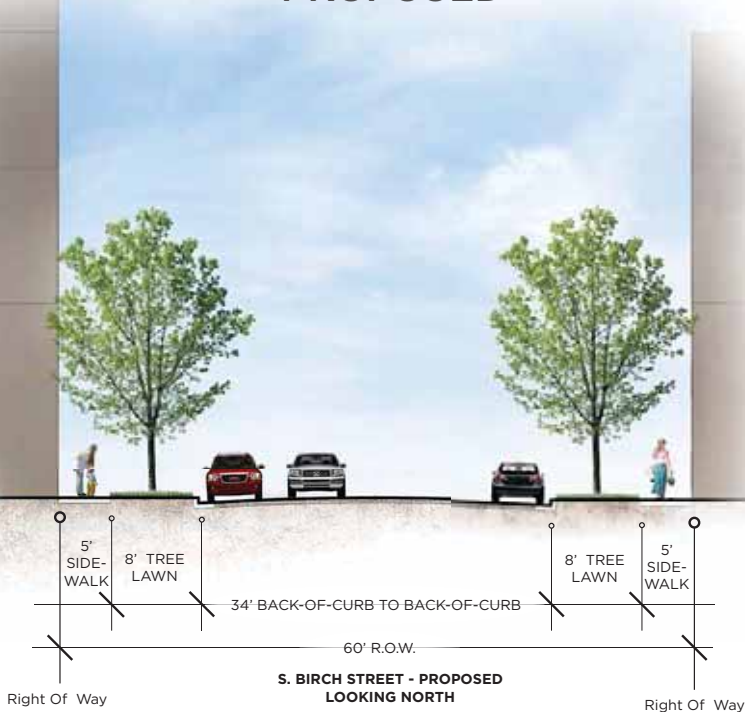 PROPOSED
5'
SIDE-
WALK
8' TREE
LAWN
34' BACK-OF-CURB TO BACK-OF-CURB
8' TREE
LAWN
5'
SIDE-
WALK
60' R.O.W.
S. BIRCH STREET - PROPOSED
LOOKING NORTH
Right Of Way
Right Of Way